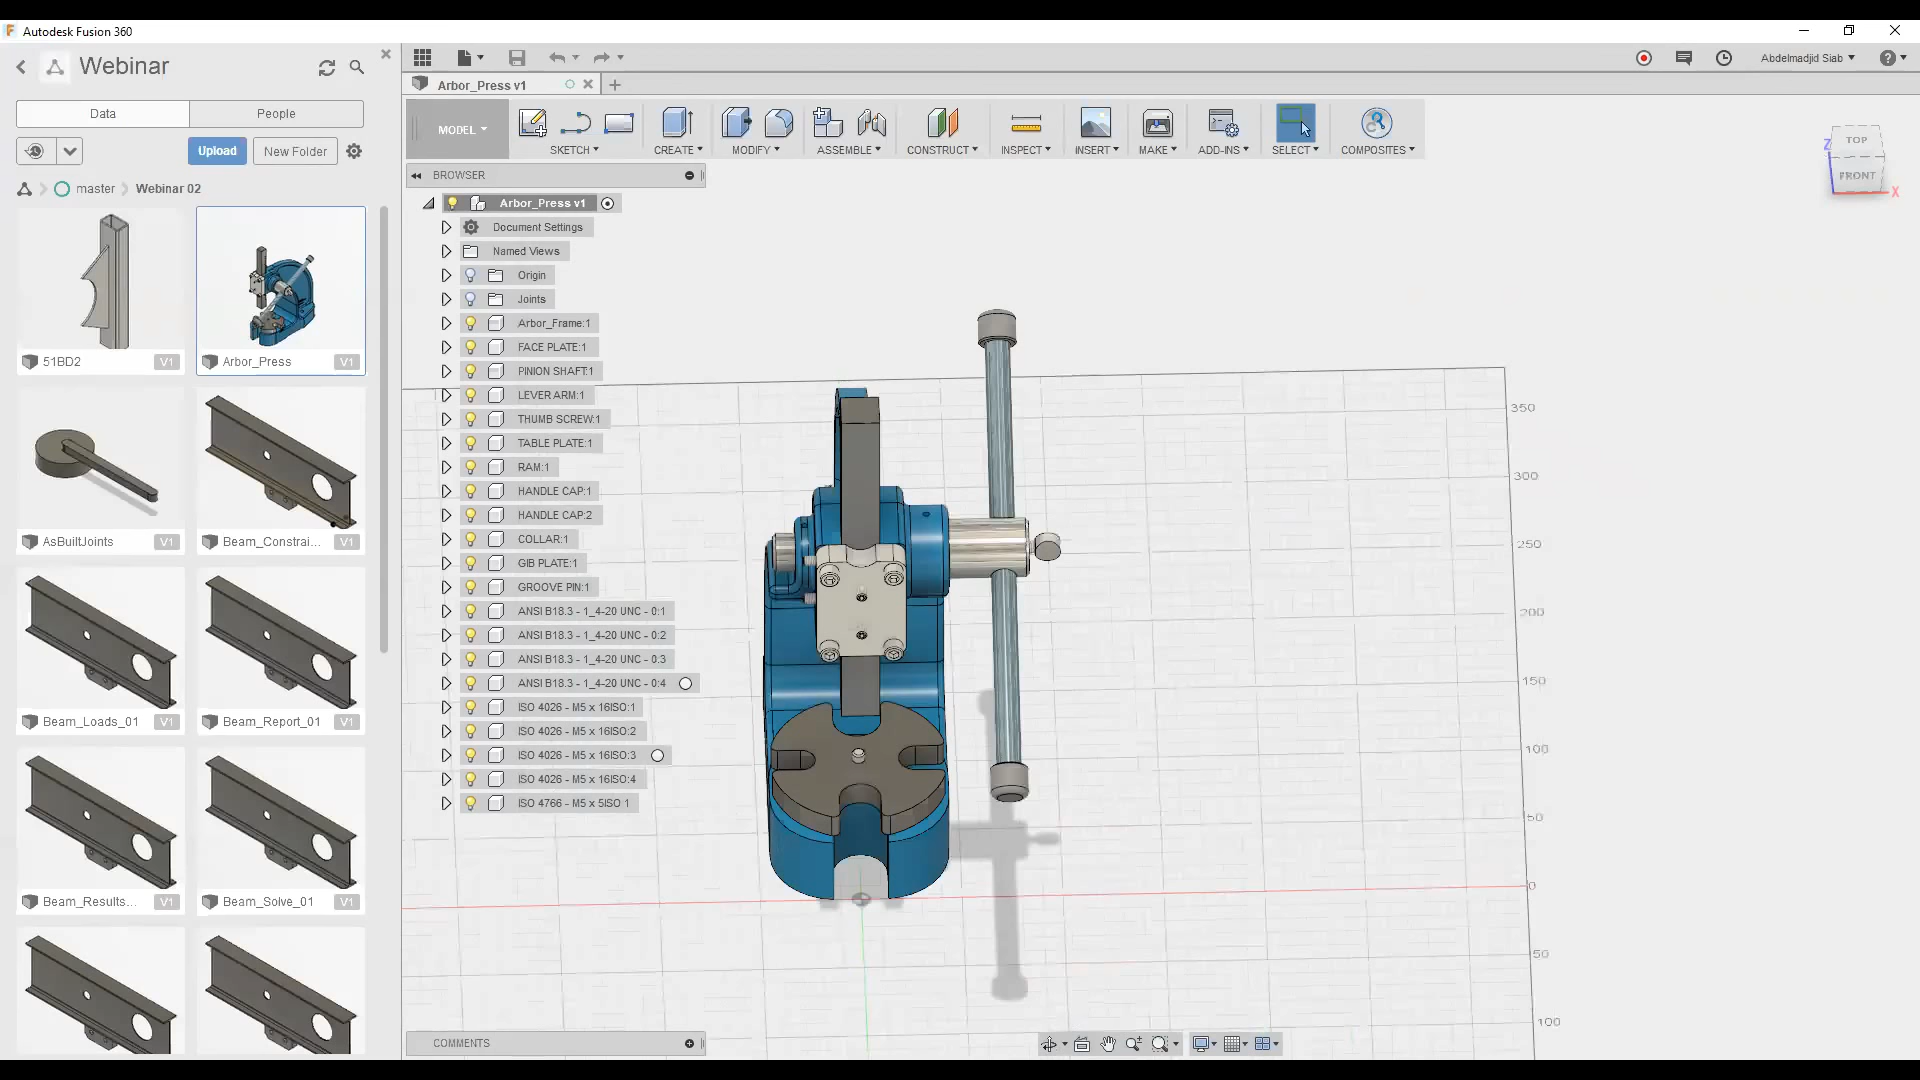 Autodesk Fusion 360
Webinar
Data
People
Upload
New Folder
master
Webinar 02
51BD2
V1
Arbor_Press
V1
AsBuiltJoints
V1
Beam_Constrai...
V1
Beam_Loads_01
V1
Beam_Report_01
V1
Beam_Results...
V1
Beam_Solve_01
V1
Abdelmadjid Siab
Arbor_Press v1
MODEL
SKETCH
CREATE
MODIFY
ASSEMBLE
CONSTRUCT
INSPECT
INSERT
MAKE
ADD-INS
SELECT
COMPOSITES
BROWSER
Arbor_Press v1
Document Settings
Named Views
Origin
Joints
Arbor_Frame:1
FACE PLATE:1
PINION SHAFT:1
LEVER ARM:1
THUMB SCREW:1
TABLE PLATE:1
RAM:1
HANDLE CAP:1
HANDLE CAP:2
COLLAR:1
GIB PLATE:1
GROOVE PIN:1
ANSI B18.3 - 1_4-20 UNC - 0:1
ANSI B18.3 - 1_4-20 UNC - 0:2
ANSI B18.3 - 1_4-20 UNC - 0:3
ANSI B18.3 - 1_4-20 UNC - 0:4
ISO 4026 - M5 x 16ISO:1
ISO 4026 - M5 x 16ISO:2
ISO 4026 - M5 x 16ISO:3
ISO 4026 - M5 x 16ISO:4
ISO 4766 - M5 x 5ISO 1
TOP
FRONT
Z
X
350
300
250
200
150
100
50
0
50
100
COMMENTS